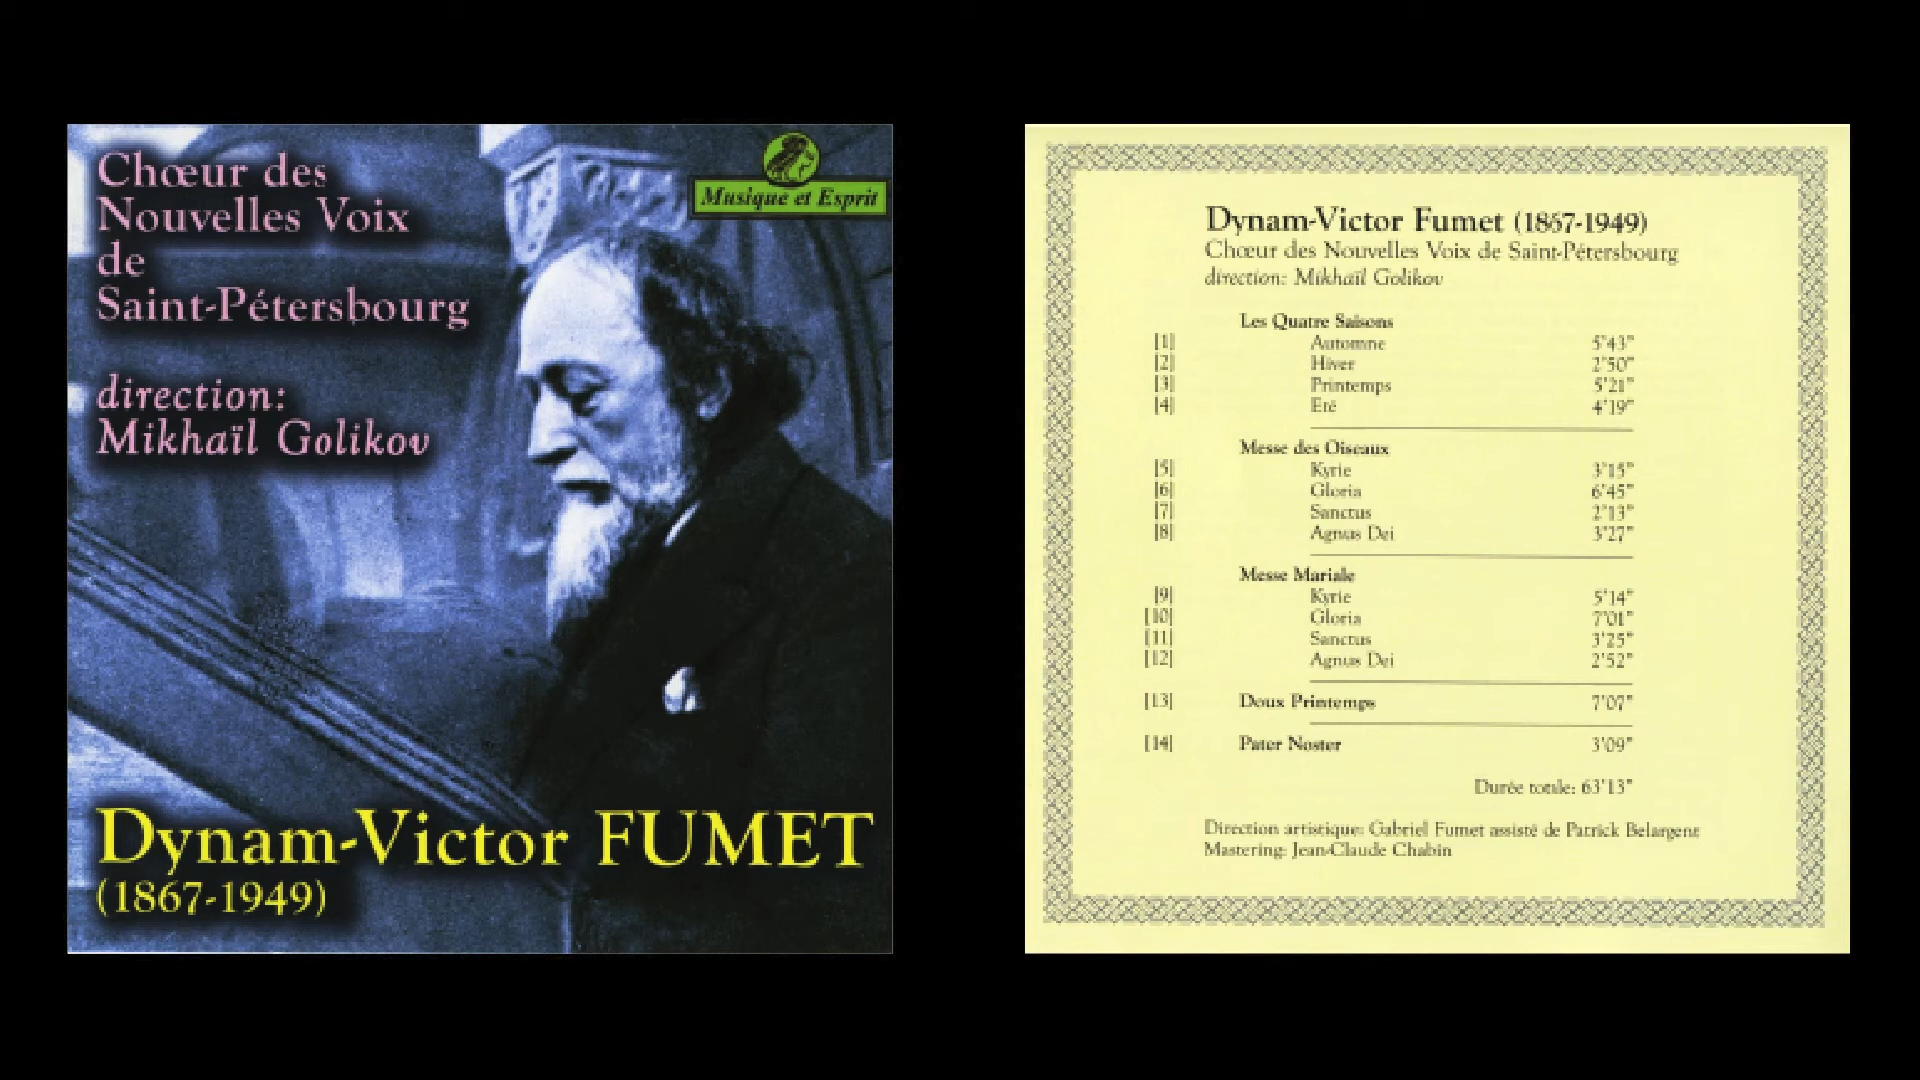 Chœur des
Nouvelles Voix
de
Saint-Pétersbourg
direction:
Mikhaïl Golikov
Musique et Esprit
Dynam-Victor FUMET
(1867-1949)
Dynam-Victor Fumet (1867-1949)
Chœur des Nouvelles Voix de Saint-Pétersbourg
direction: Mikhaïl Golikov
Les Quatre Saisons
[1] Automne 5'43"
[2] Hiver 2'50"
[3] Printemps 5'21"
[4] Eté 4'19"
Messe des Oiseaux
[5] Kyrie 3'15"
[6] Gloria 6'45"
[7] Sanctus 2'13"
[8] Agnus Dei 3'27"
Messe Mariale
[9] Kyrie 5'14"
[10] Gloria 7'01"
[11] Sanctus 3'25"
[12] Agnus Dei 2'52"
[13] Doux Printemps 7'07"
[14] Pater Noster 3'09"
Durée totale: 63'13"
Direction artistique: Gabriel Fumet assisté de Patrick Belargent
Mastering: Jean-Claude Chabin